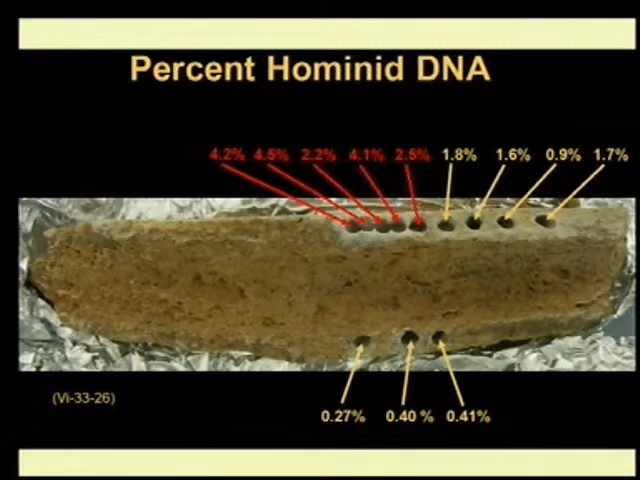 Percent Hominid DNA
4.2% 4.5% 2.2% 4.1% 2.5% 1.8% 1.6% 0.9% 1.7%
(Vi-33-26)
0.27% 0.40 % 0.41%